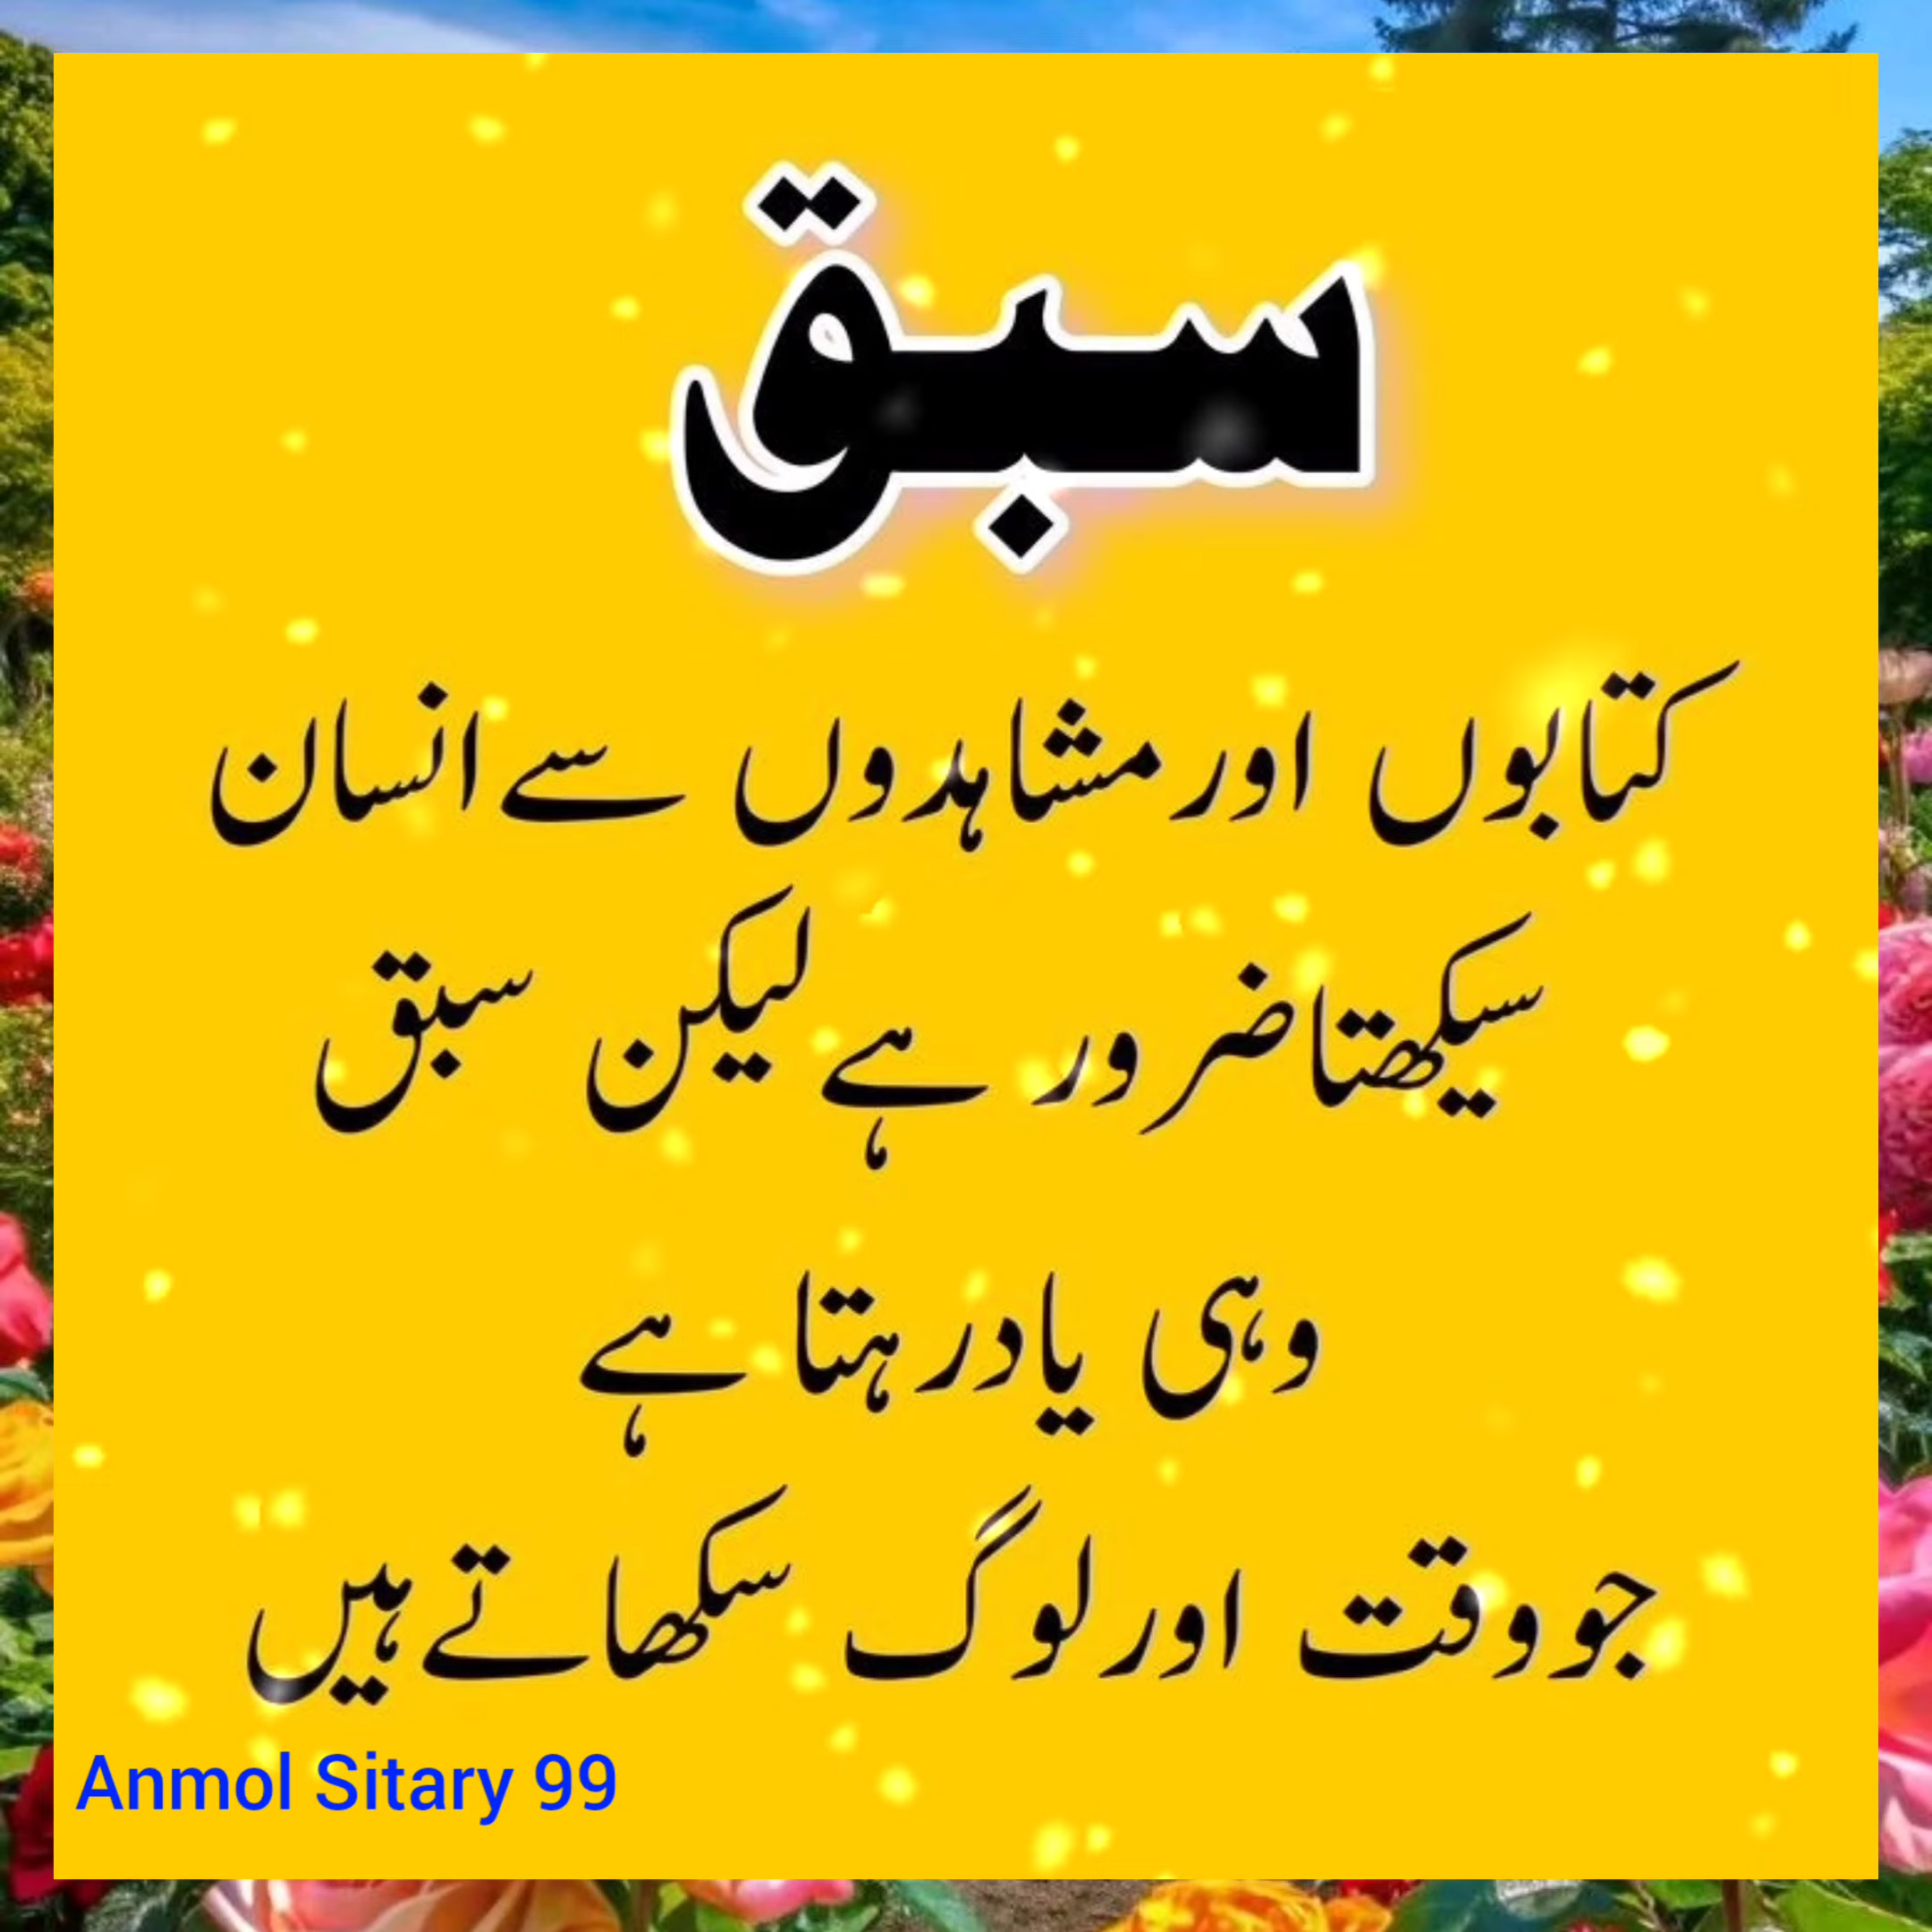 سبق
کتابوں اور مشاہدوں سے انسان
سیکھتا ضرور ہے لیکن سبق
وہی یاد رہتا ہے
جو وقت اور لوگ سکھاتے ہیں
Anmol Sitary 99